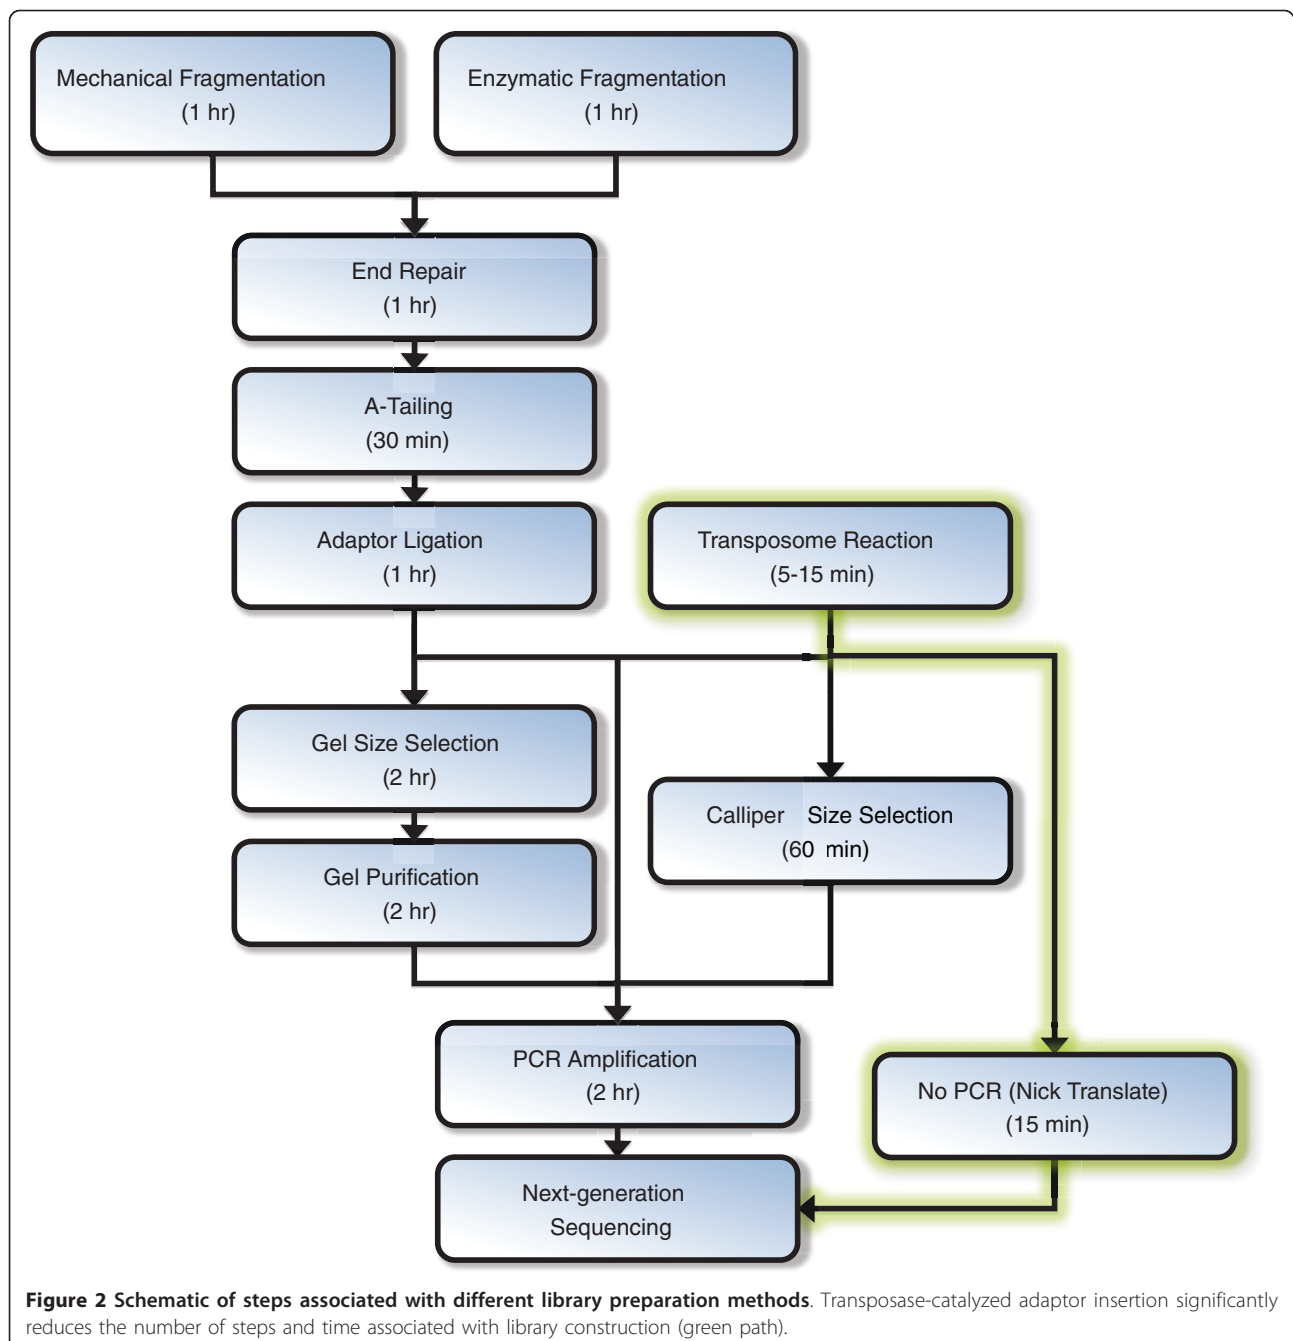 Mechanical Fragmentation
(1 hr)
Enzymatic Fragmentation
(1 hr)
End Repair
(1 hr)
A-Tailing
(30 min)
Adaptor Ligation
(1 hr)
Transposome Reaction
(5-15 min)
Gel Size Selection
(2 hr)
Calliper Size Selection
(60 min)
Gel Purification
(2 hr)
PCR Amplification
(2 hr)
No PCR (Nick Translate)
(15 min)
Next-generation
Sequencing
Figure 2 Schematic of steps associated with different library preparation methods. Transposase-catalyzed adaptor insertion significantly
reduces the number of steps and time associated with library construction (green path).